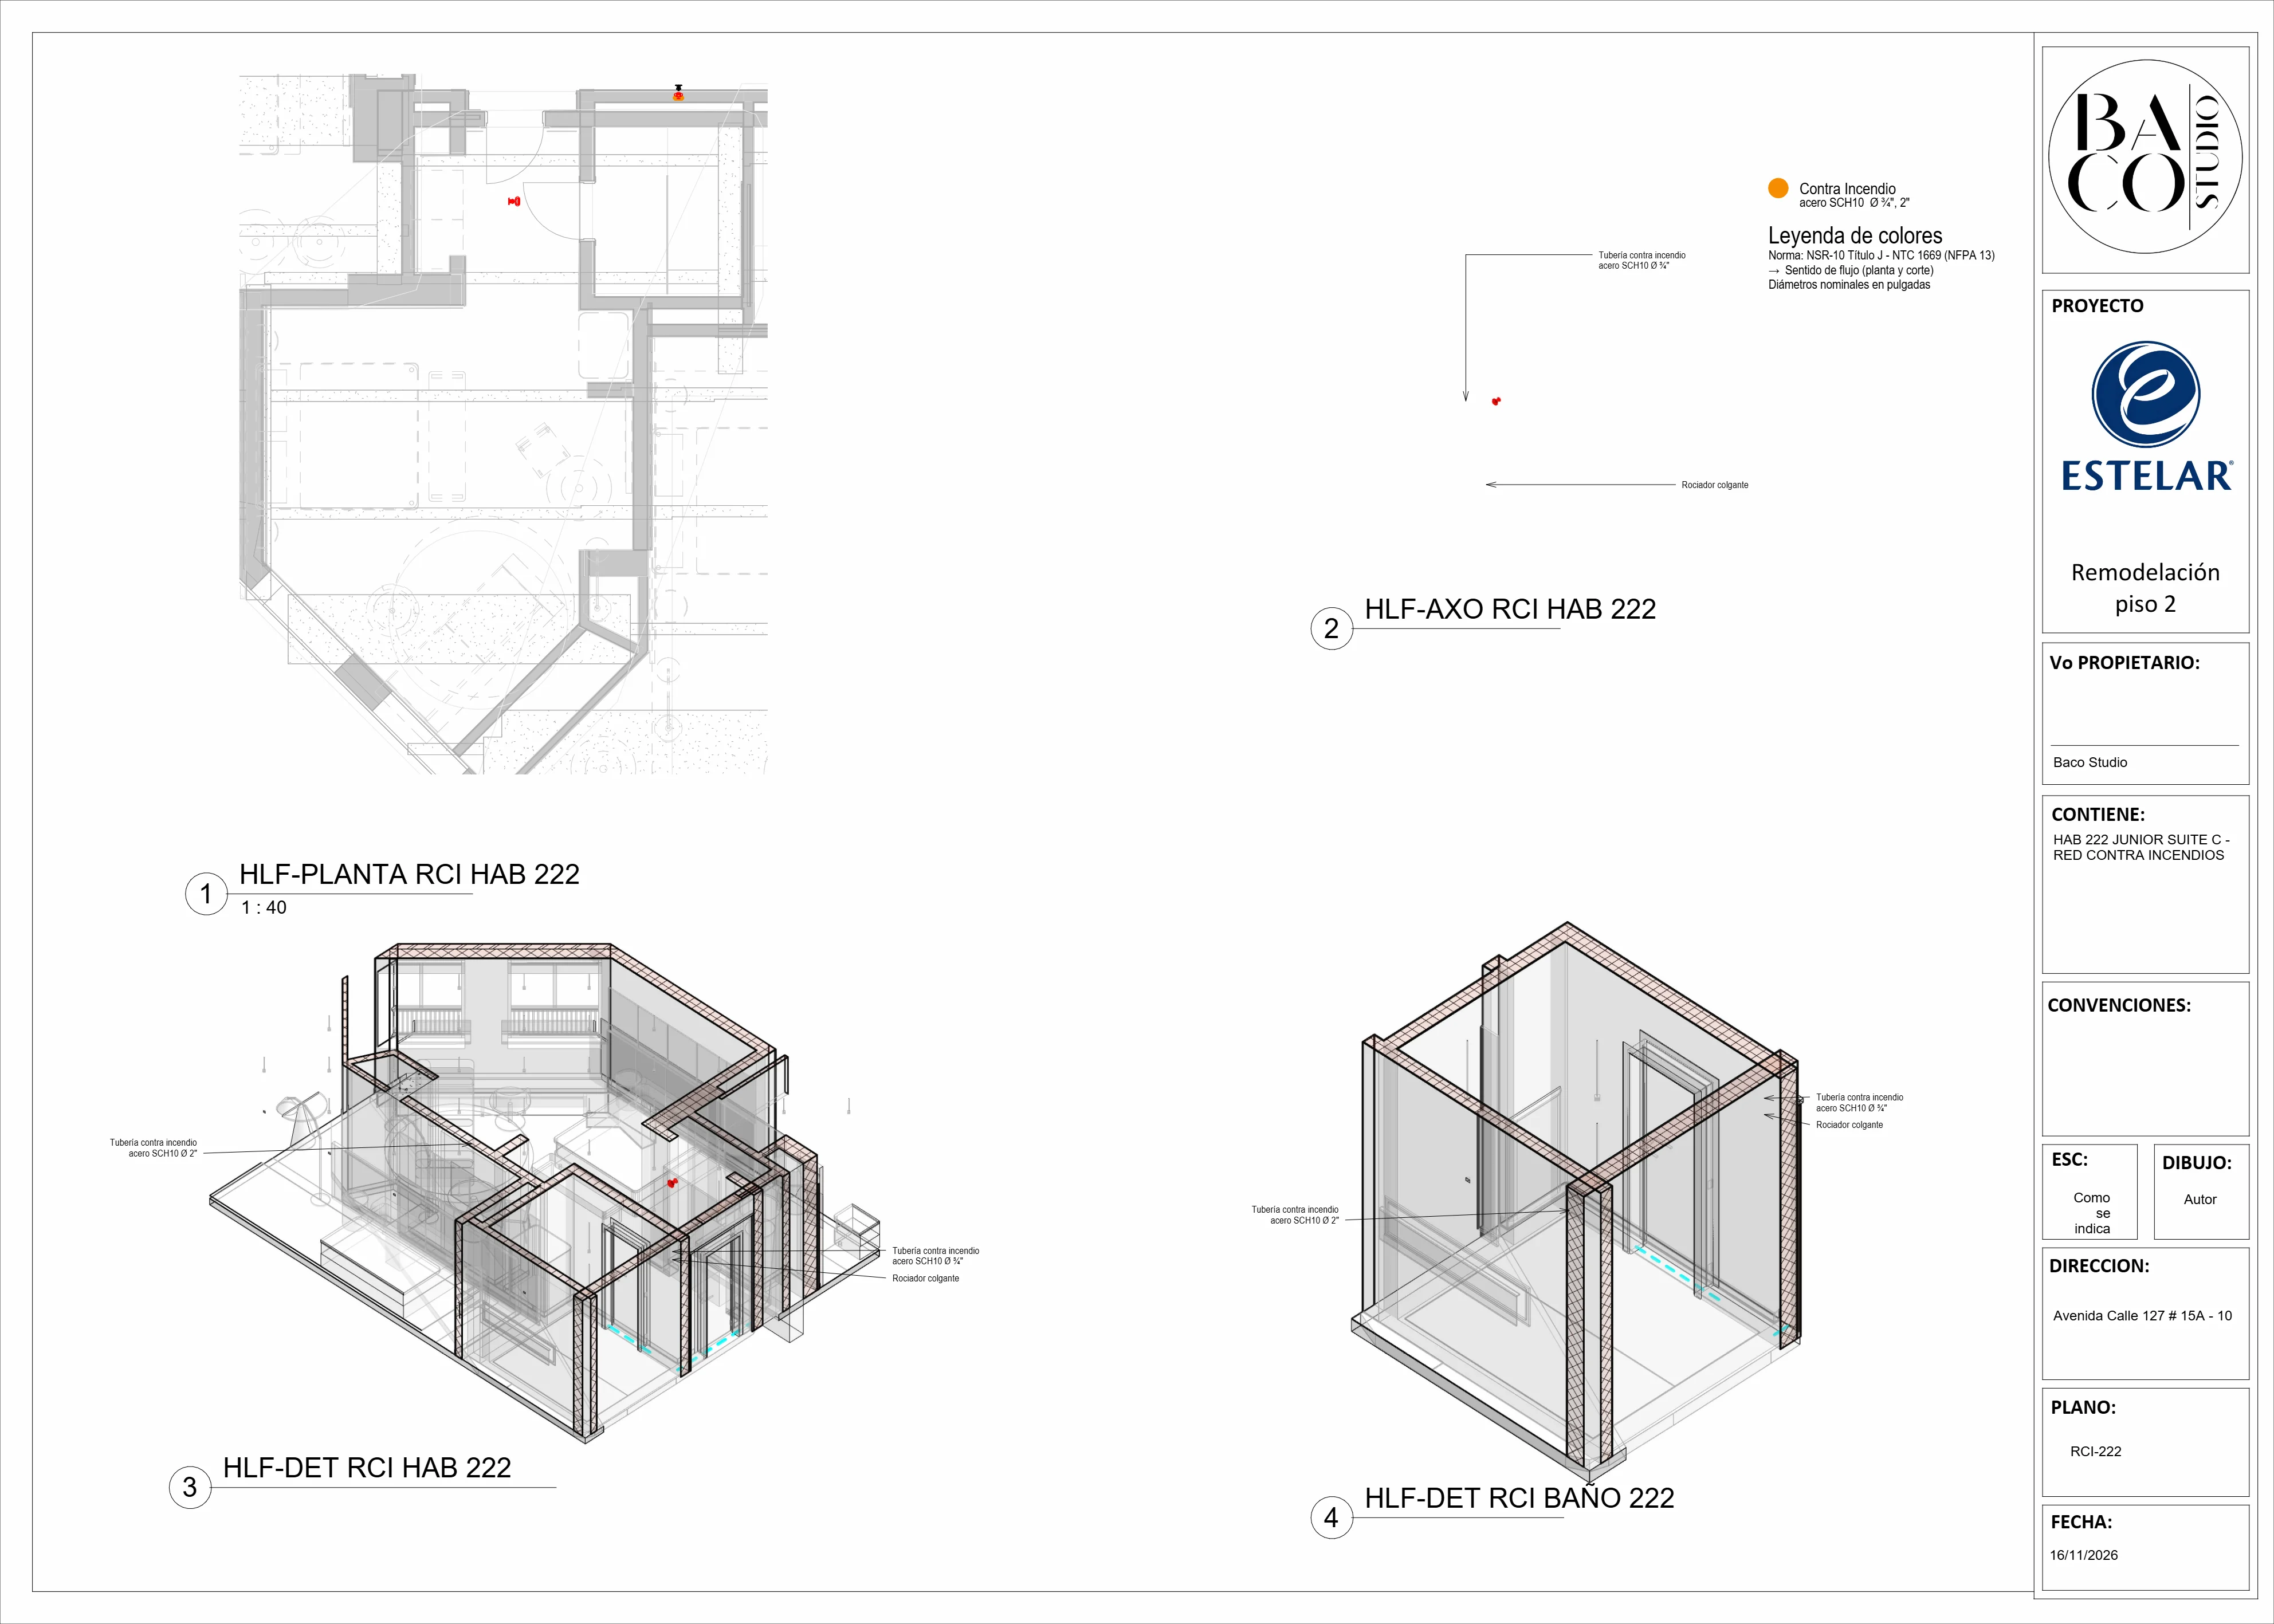 Contra Incendio
acero SCH10 Ø ¾", 2"
Leyenda de colores
Norma: NSR-10 Título J - NTC 1669 (NFPA 13)
→ Sentido de flujo (planta y corte)
Diámetros nominales en pulgadas
Tubería contra incendio
acero SCH10 Ø ¾"
Rociador colgante
2
HLF-AXO RCI HAB 222
1
HLF-PLANTA RCI HAB 222
1 : 40
Tubería contra incendio
acero SCH10 Ø 2"
Tubería contra incendio
acero SCH10 Ø ¾"
Rociador colgante
3
HLF-DET RCI HAB 222
Tubería contra incendio
acero SCH10 Ø ¾"
Rociador colgante
Tubería contra incendio
acero SCH10 Ø 2"
4
HLF-DET RCI BAÑO 222
BA
CO
STUDIO
PROYECTO
ESTELAR®
Remodelación
piso 2
Vo PROPIETARIO:
Baco Studio
CONTIENE:
HAB 222 JUNIOR SUITE C -
RED CONTRA INCENDIOS
CONVENCIONES:
ESC:
Como
se
indica
DIBUJO:
Autor
DIRECCION:
Avenida Calle 127 # 15A - 10
PLANO:
RCI-222
FECHA:
16/11/2026